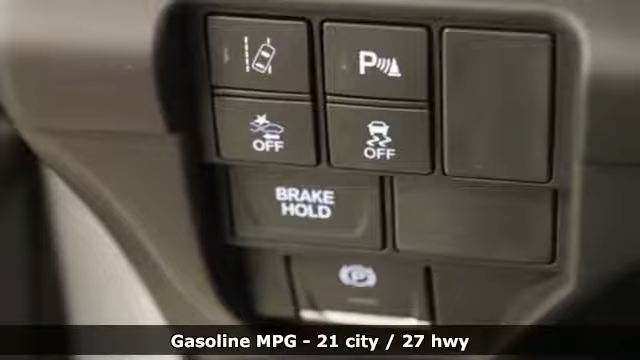 P
OFF
OFF
BRAKE
HOLD
P
Gasoline MPG - 21 city / 27 hwy